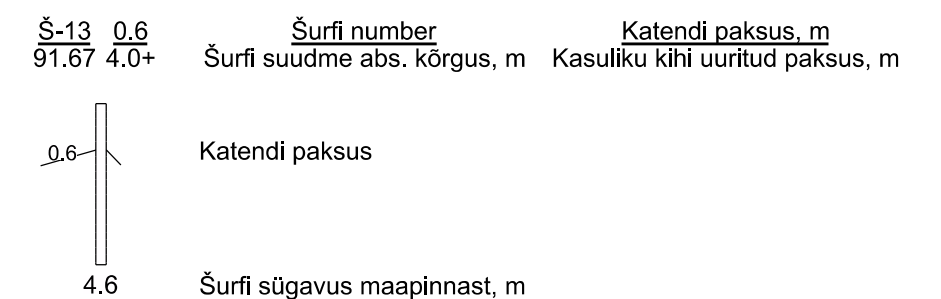 Š-13 0.6 Šurfi number Katendi paksus, m
91.67 4.0+ Šurfi suudme abs. kõrgus, m Kasuliku kihi uuritud paksus, m
0.6 Katendi paksus
4.6 Šurfi sügavus maapinnast, m